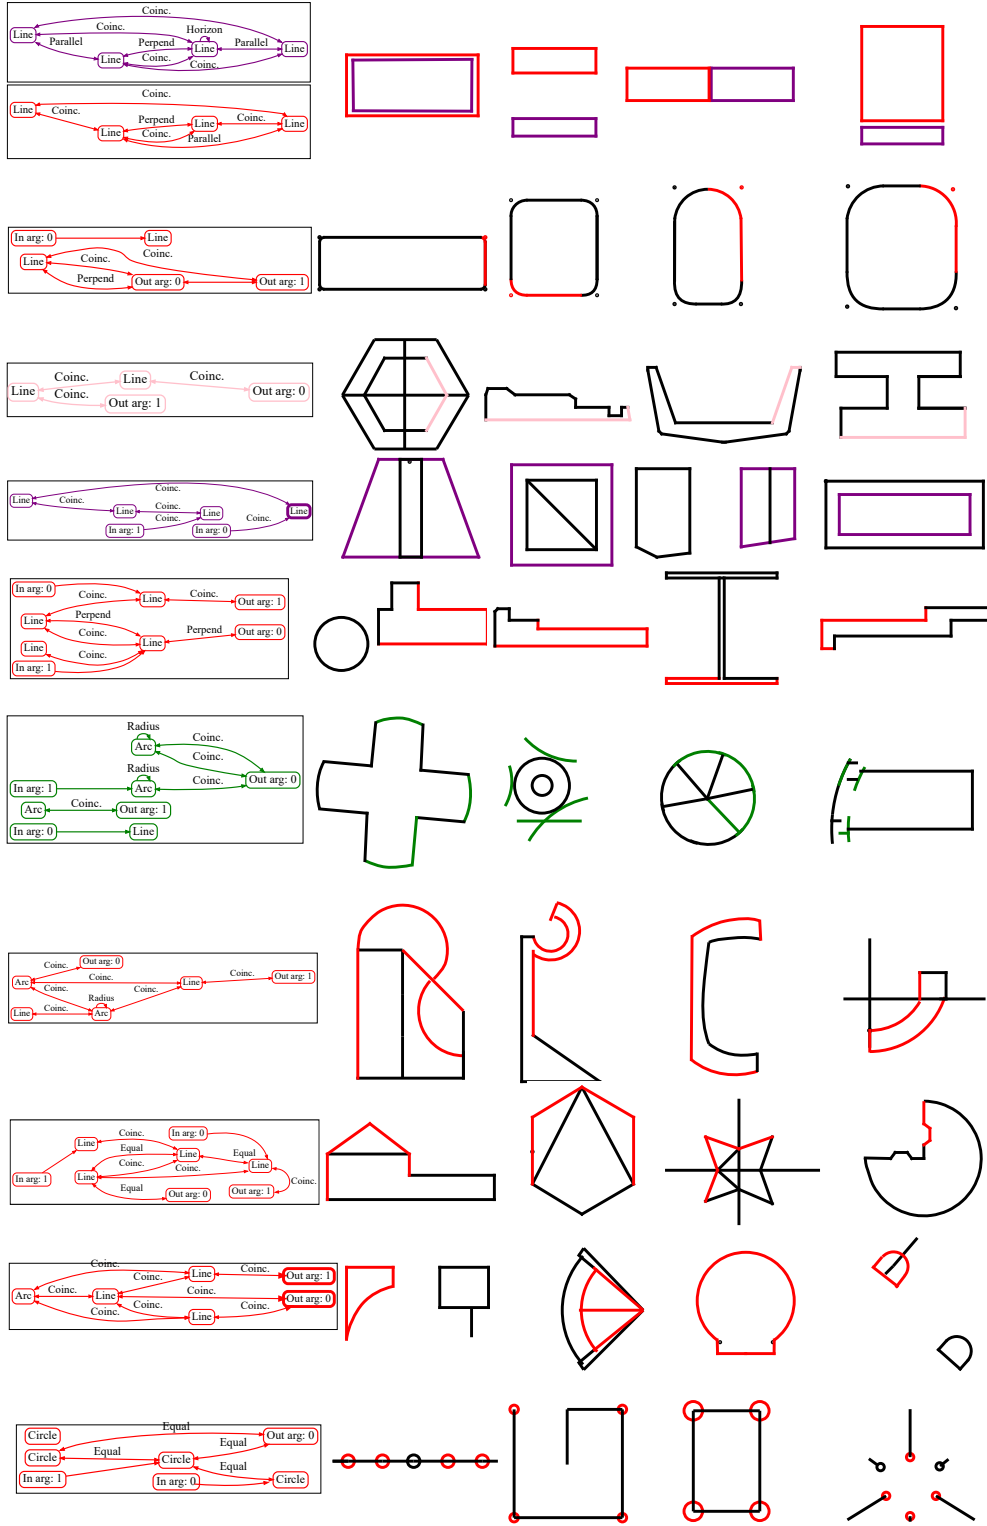 Coinc.
Coinc.
Horizon
Line
Parallel
Perpend
Line
Parallel
Line
Line
Coinc.
Coinc.
Coinc.
Line
Coinc.
Perpend
Line
Coinc.
Line
Line
Coinc.
Parallel
In arg: 0
Line
Coinc.
Line
Coinc.
Perpend
Out arg: 0
Out arg: 1
Coinc.
Line
Coinc.
Line
Coinc.
Out arg: 0
Out arg: 1
Coinc.
Line
Coinc.
Line
Coinc.
Line
Line
Coinc.
Coinc.
In arg: 1
In arg: 0
In arg: 0
Coinc.
Line
Coinc.
Out arg: 1
Line
Perpend
Coinc.
Line
Perpend
Out arg: 0
Line
Coinc.
In arg: 1
Radius
Arc
Coinc.
Coinc.
Radius
In arg: 1
Arc
Coinc.
Out arg: 0
Arc
Coinc.
Out arg: 1
In arg: 0
Line
Out arg: 0
Coinc.
Arc
Coinc.
Line
Coinc.
Out arg: 1
Coinc.
Radius
Coinc.
Line
Coinc.
Arc
Coinc.
In arg: 0
Line
Equal
Line
Equal
Coinc.
Coinc.
Line
In arg: 1
Line
Equal
Out arg: 0
Out arg: 1
Coinc.
Coinc.
Coinc.
Line
Coinc.
Out arg: 1
Arc
Coinc.
Line
Coinc.
Out arg: 0
Coinc.
Coinc.
Line
Coinc.
Equal
Circle
Equal
Out arg: 0
Circle
Equal
Circle
Equal
In arg: 1
In arg: 0
Circle